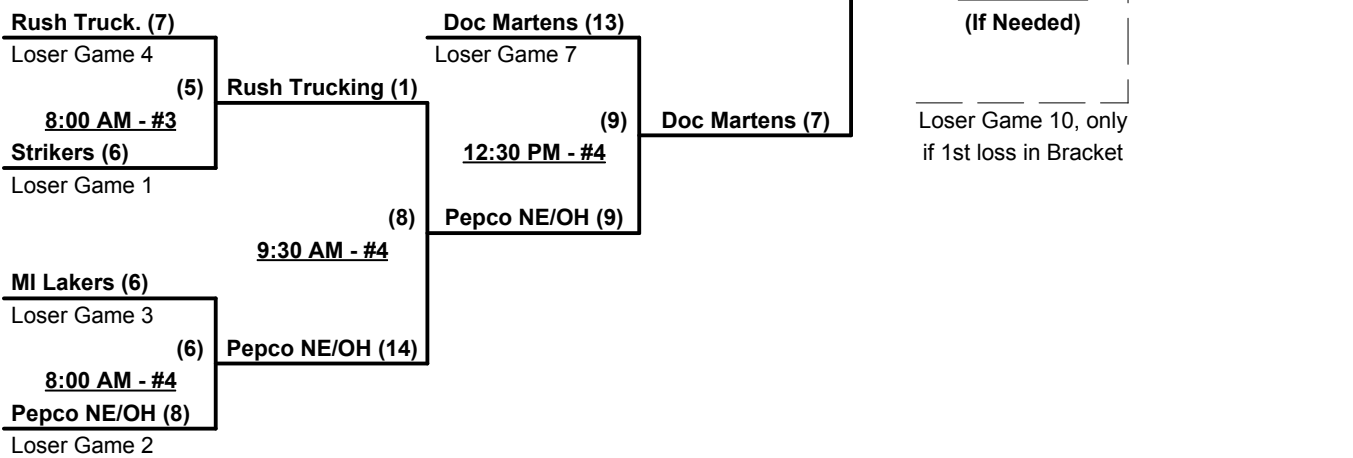 Rush Truck. (7)
Loser Game 4
(5)
8:00 AM - #3
Strikers (6)
Loser Game 1
Rush Trucking (1)
(8)
9:30 AM - #4
MI Lakers (6)
Loser Game 3
(6)
8:00 AM - #4
Pepco NE/OH (8)
Loser Game 2
Pepco NE/OH (14)
Doc Martens (13)
Loser Game 7
(9)
12:30 PM - #4
Pepco NE/OH (9)
Doc Martens (7)
(If Needed)
Loser Game 10, only
if 1st loss in Bracket